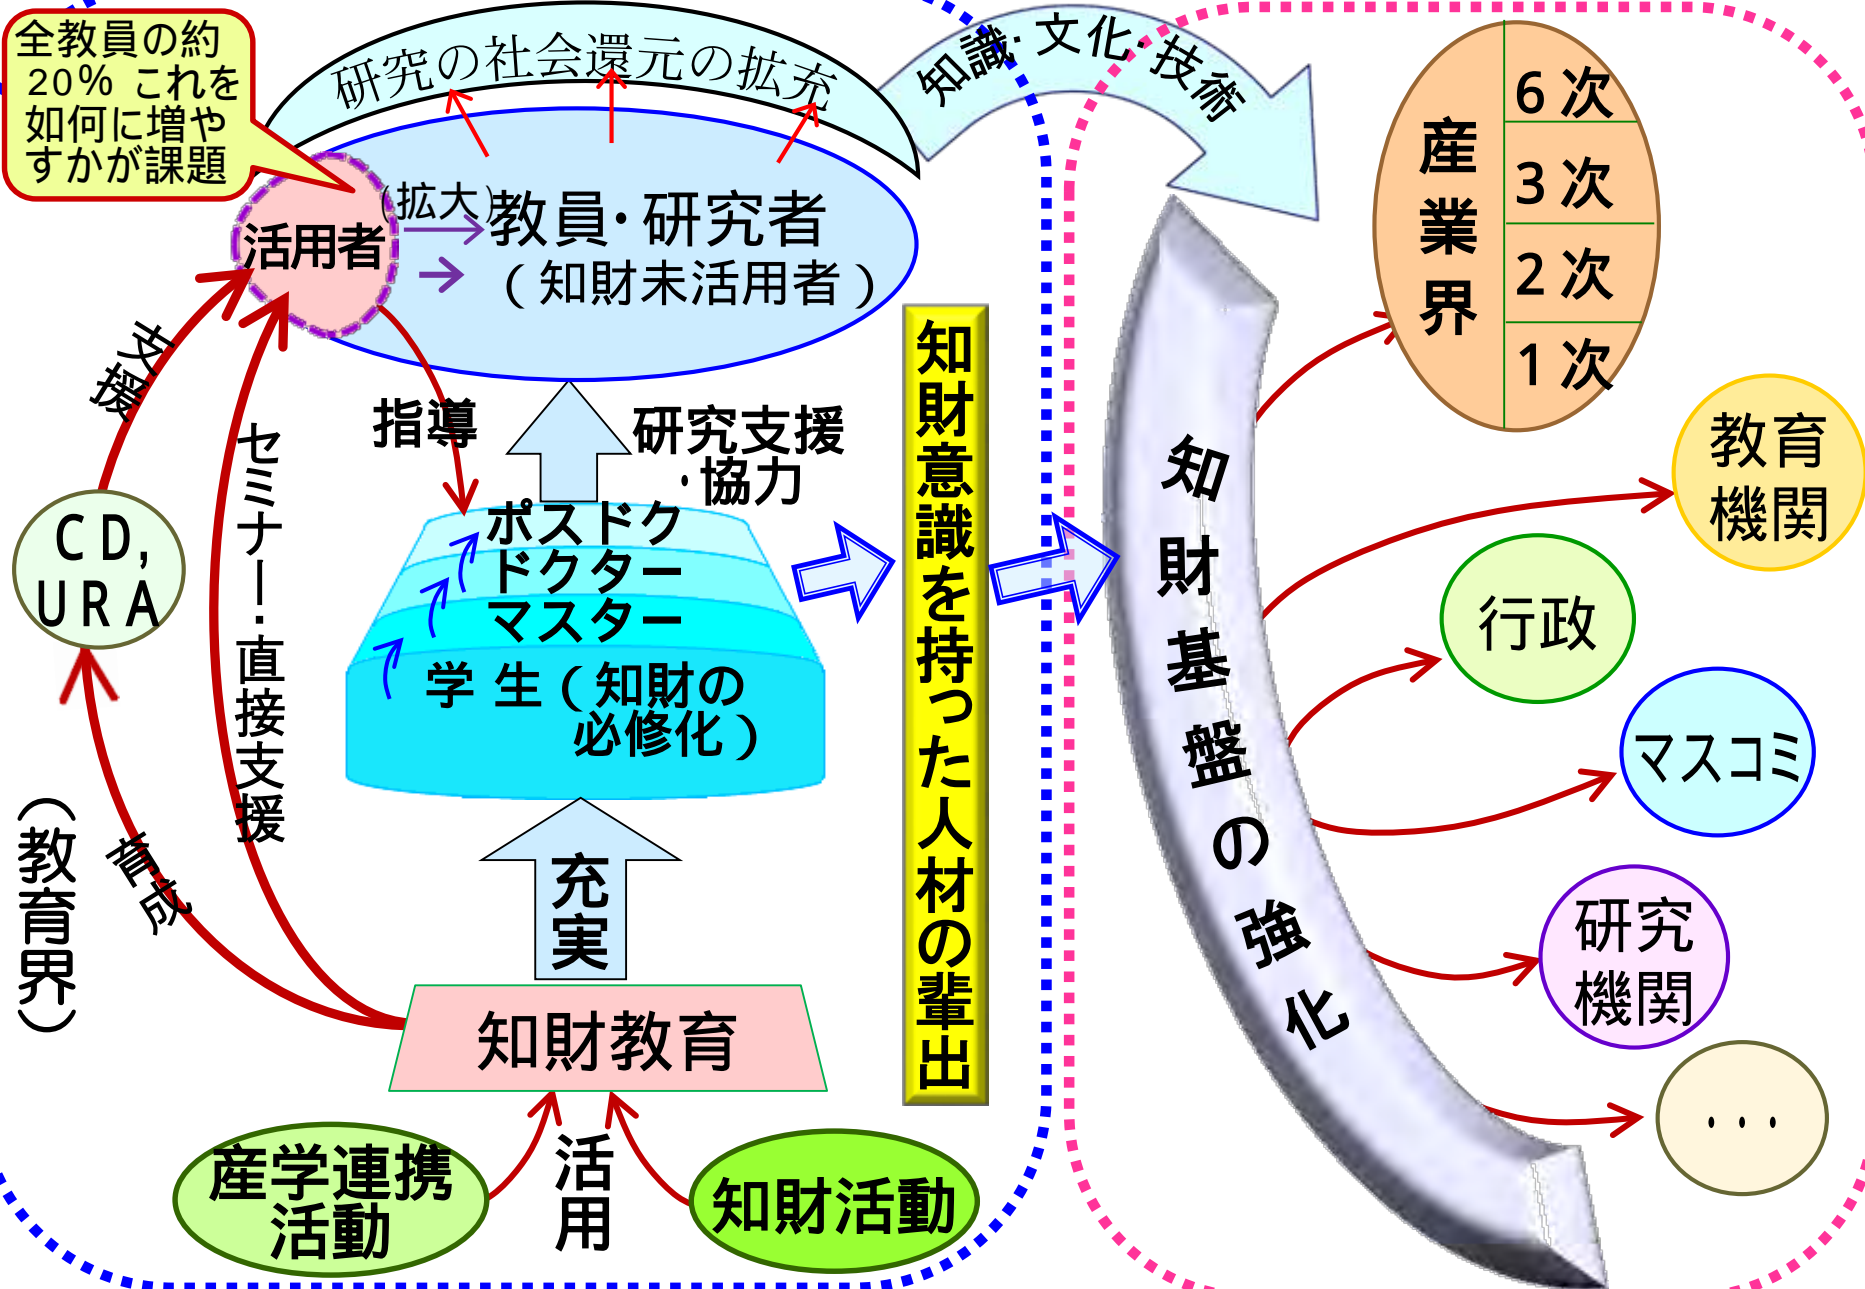 全教員の約
20% これを
如何に増や
すかが課題
研究の社会還元の拡充
知識·文化·技術
活用者
(拡大)
教員·研究者
(知財未活用者)
支援
セミナー·直接支援
指導
研究支援
·協力
ポスドク
ドクター
マスター
学 生(知財の
必修化)
CD,
URA
育成
(教育界)
充実
知財教育
産学連携
活動
活用
知財活動
知財意識を持った人材の輩出
知財基盤の強化
産業界
6次
3次
2次
1次
教育
機関
行政
マスコミ
研究
機関
···